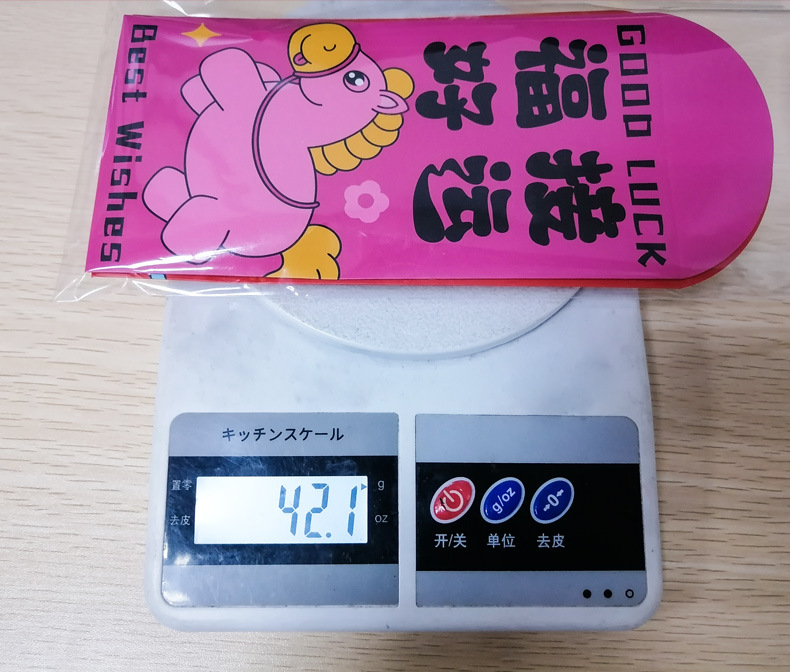 GOOD LUCK
接福
运好
Best Wishes
キッチンスケール
置零
g
42.1
去皮
oz
g/oz
→0←
开/关
单位
去皮